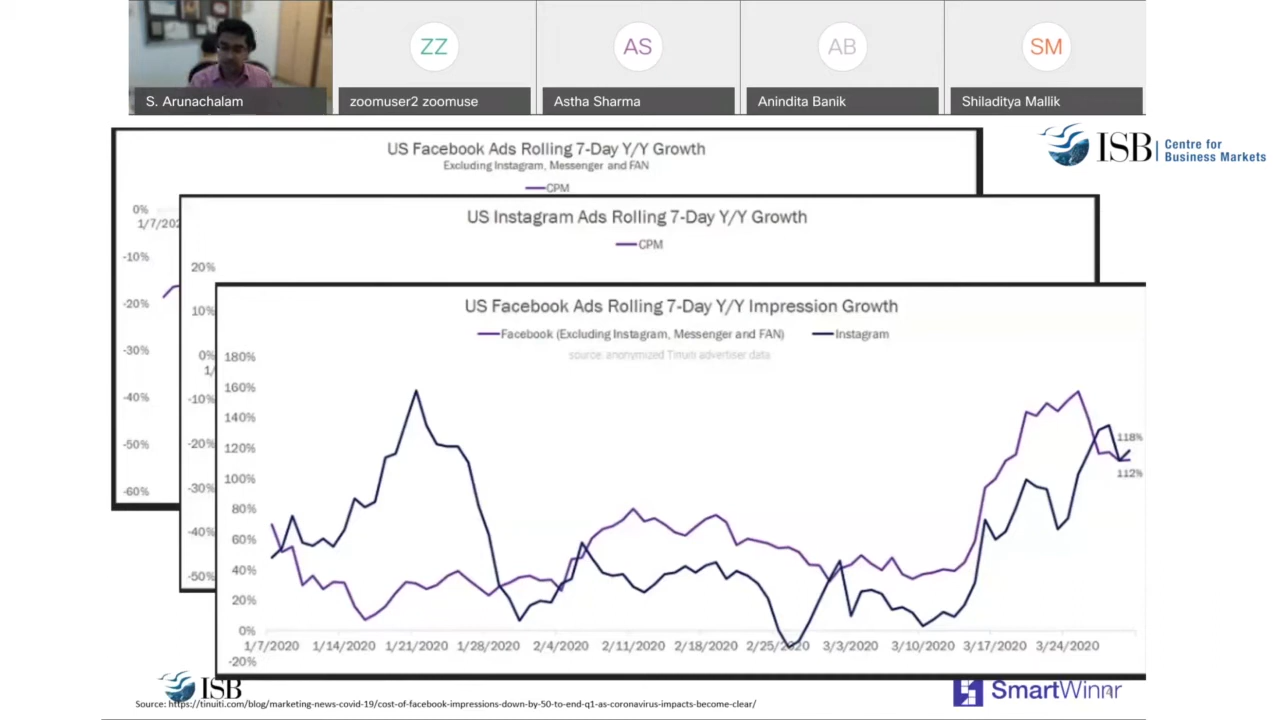 ZZ
AS
AB
SM
S. Arunachalam
zoomuser2 zoomuse
Astha Sharma
Anindita Banik
Shiladitya Mallik
ISB
Centre for
Business Markets
US Facebook Ads Rolling 7-Day Y/Y Growth
Excluding Instagram, Messenger and FAN
CPM
0%
-10%
-20%
-30%
-40%
-50%
-60%
US Instagram Ads Rolling 7-Day Y/Y Growth
CPM
20%
10%
0%
-10%
-20%
-30%
-40%
-50%
US Facebook Ads Rolling 7-Day Y/Y Impression Growth
Facebook (Excluding Instagram, Messenger and FAN) Instagram
source: anonymized Tinuiti advertiser data
180%
160%
140%
120%
100%
80%
60%
40%
20%
0%
-20%
118%
112%
1/7/2020 1/14/2020 1/21/2020 1/28/2020 2/4/2020 2/11/2020 2/18/2020 2/25/2020 3/3/2020 3/10/2020 3/17/2020 3/24/2020
ISB
SmartWinnr
Source: https://tinuiti.com/blog/marketing-news-covid-19/cost-of-facebook-impressions-down-by-50-to-end-q1-as-coronavirus-impacts-become-clear/